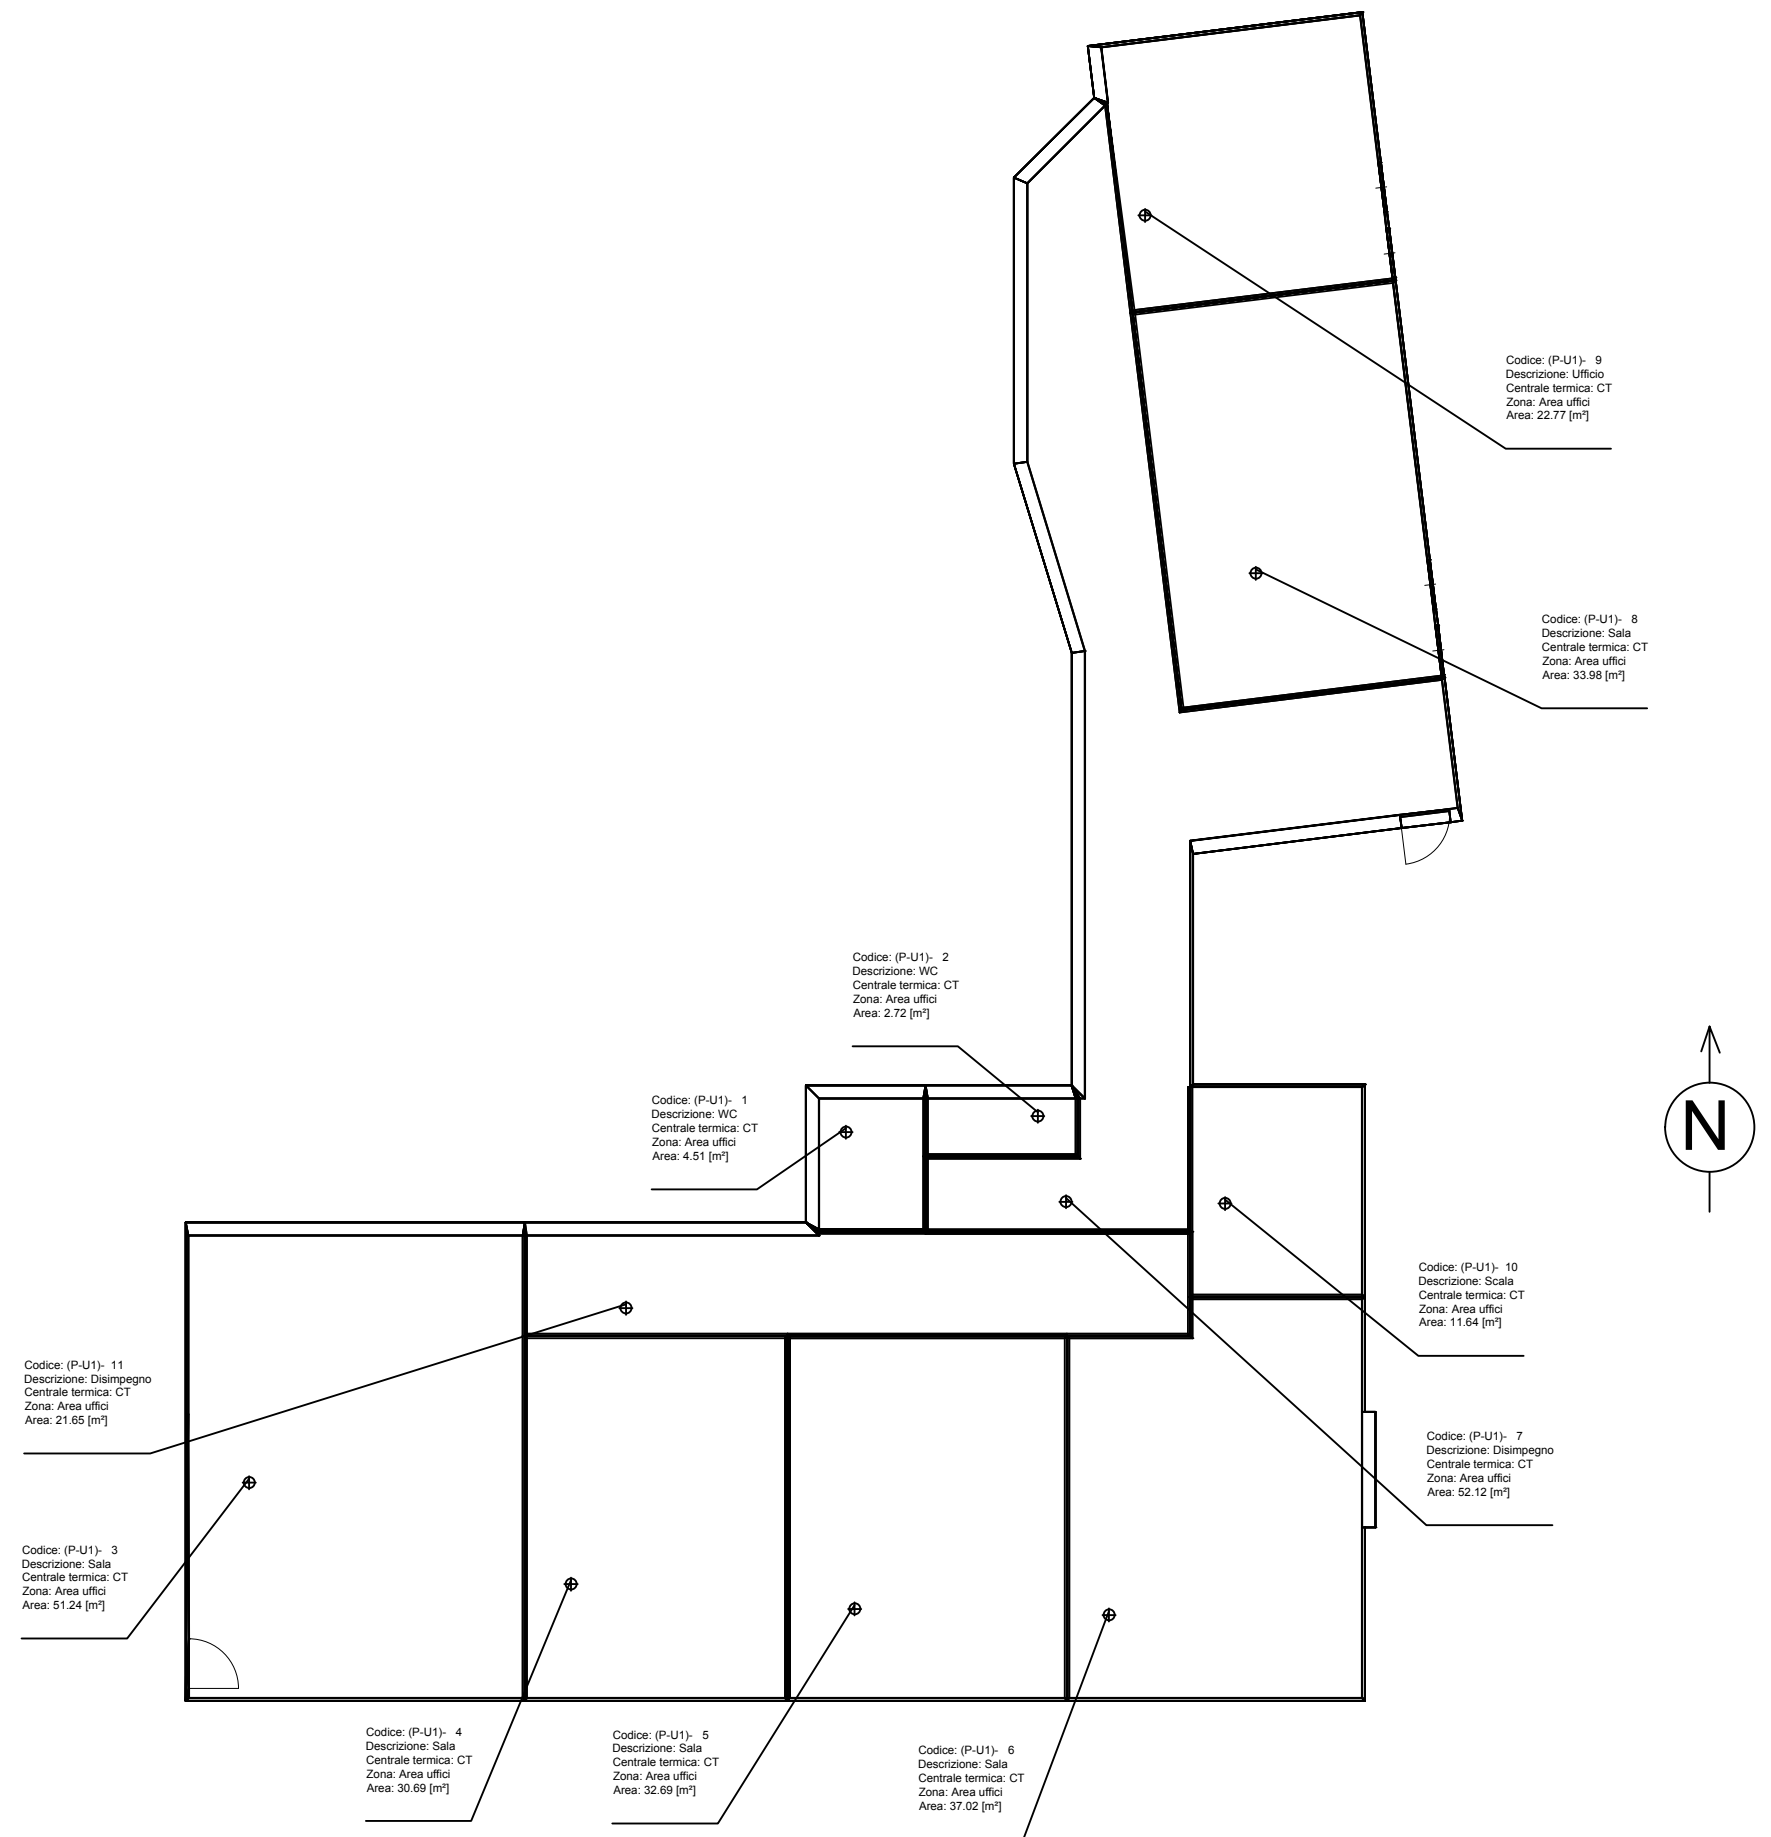 Codice: (P-U1)- 9
Descrizione: Ufficio
Centrale termica: CT
Zona: Area uffici
Area: 22.77 [m²]
Codice: (P-U1)- 8
Descrizione: Sala
Centrale termica: CT
Zona: Area uffici
Area: 33.98 [m²]
Codice: (P-U1)- 2
Descrizione: WC
Centrale termica: CT
Zona: Area uffici
Area: 2.72 [m²]
Codice: (P-U1)- 1
Descrizione: WC
Centrale termica: CT
Zona: Area uffici
Area: 4.51 [m²]
N
Codice: (P-U1)- 10
Descrizione: Scala
Centrale termica: CT
Zona: Area uffici
Area: 11.64 [m²]
Codice: (P-U1)- 11
Descrizione: Disimpegno
Centrale termica: CT
Zona: Area uffici
Area: 21.65 [m²]
Codice: (P-U1)- 7
Descrizione: Disimpegno
Centrale termica: CT
Zona: Area uffici
Area: 52.12 [m²]
Codice: (P-U1)- 3
Descrizione: Sala
Centrale termica: CT
Zona: Area uffici
Area: 51.24 [m²]
Codice: (P-U1)- 4
Descrizione: Sala
Centrale termica: CT
Zona: Area uffici
Area: 30.69 [m²]
Codice: (P-U1)- 5
Descrizione: Sala
Centrale termica: CT
Zona: Area uffici
Area: 32.69 [m²]
Codice: (P-U1)- 6
Descrizione: Sala
Centrale termica: CT
Zona: Area uffici
Area: 37.02 [m²]